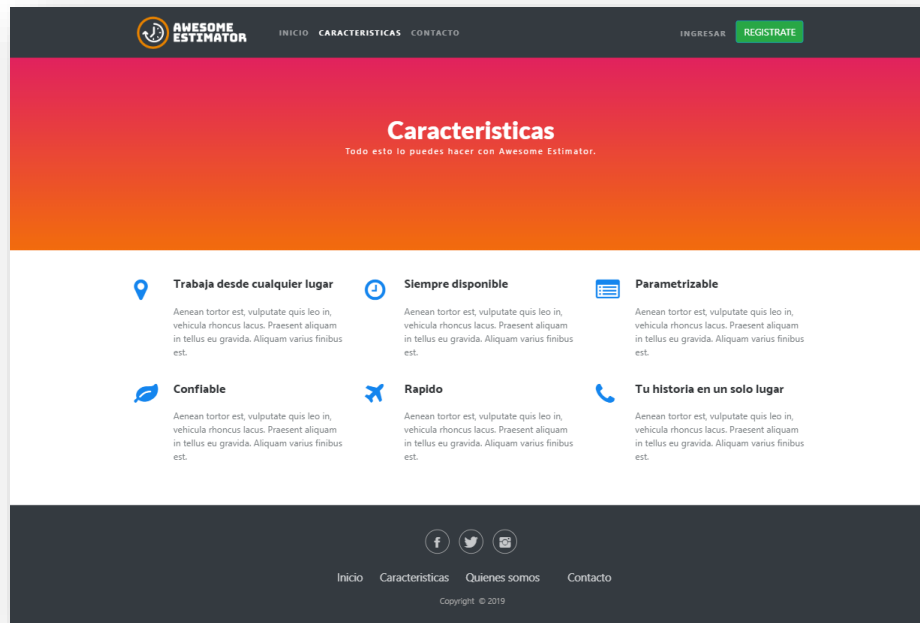 AWESOME
ESTIMATOR
INICIO CARACTERISTICAS CONTACTO
INGRESAR REGISTRATE
Caracteristicas
Todo esto lo puedes hacer con Awesome Estimator.
Trabaja desde cualquier lugar
Aenean tortor est, vulputate quis leo in,
vehicula rhoncus lacus. Praesent aliquam
in tellus eu gravida. Aliquam varius finibus
est.
Siempre disponible
Aenean tortor est, vulputate quis leo in,
vehicula rhoncus lacus. Praesent aliquam
in tellus eu gravida. Aliquam varius finibus
est.
Parametrizable
Aenean tortor est, vulputate quis leo in,
vehicula rhoncus lacus. Praesent aliquam
in tellus eu gravida. Aliquam varius finibus
est.
Confiable
Aenean tortor est, vulputate quis leo in,
vehicula rhoncus lacus. Praesent aliquam
in tellus eu gravida. Aliquam varius finibus
est.
Rapido
Aenean tortor est, vulputate quis leo in,
vehicula rhoncus lacus. Praesent aliquam
in tellus eu gravida. Aliquam varius finibus
est.
Tu historia en un solo lugar
Aenean tortor est, vulputate quis leo in,
vehicula rhoncus lacus. Praesent aliquam
in tellus eu gravida. Aliquam varius finibus
est.
Inicio Caracteristicas Quienes somos Contacto
Copyright © 2019